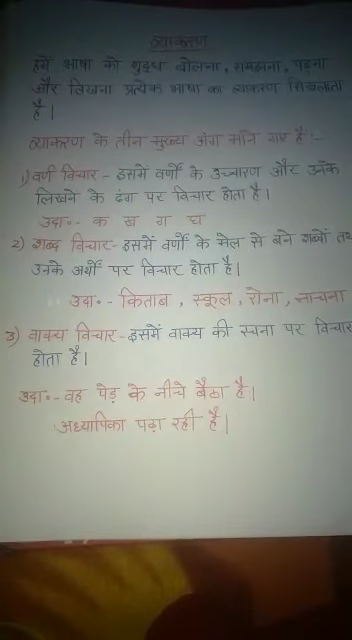 व्याकरण
हमें भाषा को शुद्ध बोलना, समझना, पढ़ना
और लिखना प्रत्येक भाषा का व्याकरण सिखलाता
है।
व्याकरण के तीन मुख्य अंग माने गए है :-
1) वर्ण विचार - इसमें वर्णों के उच्चारण और उनके
लिखने के ढंग पर विचार होता है।
उदा॰- क ख ग घ
2) शब्द विचार - इसमें वर्णों के मेल से बने शब्दों तथ
उनके अर्थों पर विचार होता है।
उदा॰ - किताब, स्कूल, रोना, नाचना
3) वाक्य विचार - इसमें वाक्य की रचना पर विचार
होता है।
उदा॰- वह पेड़ के नीचे बैठा है।
अध्यापिका पढ़ा रही है।